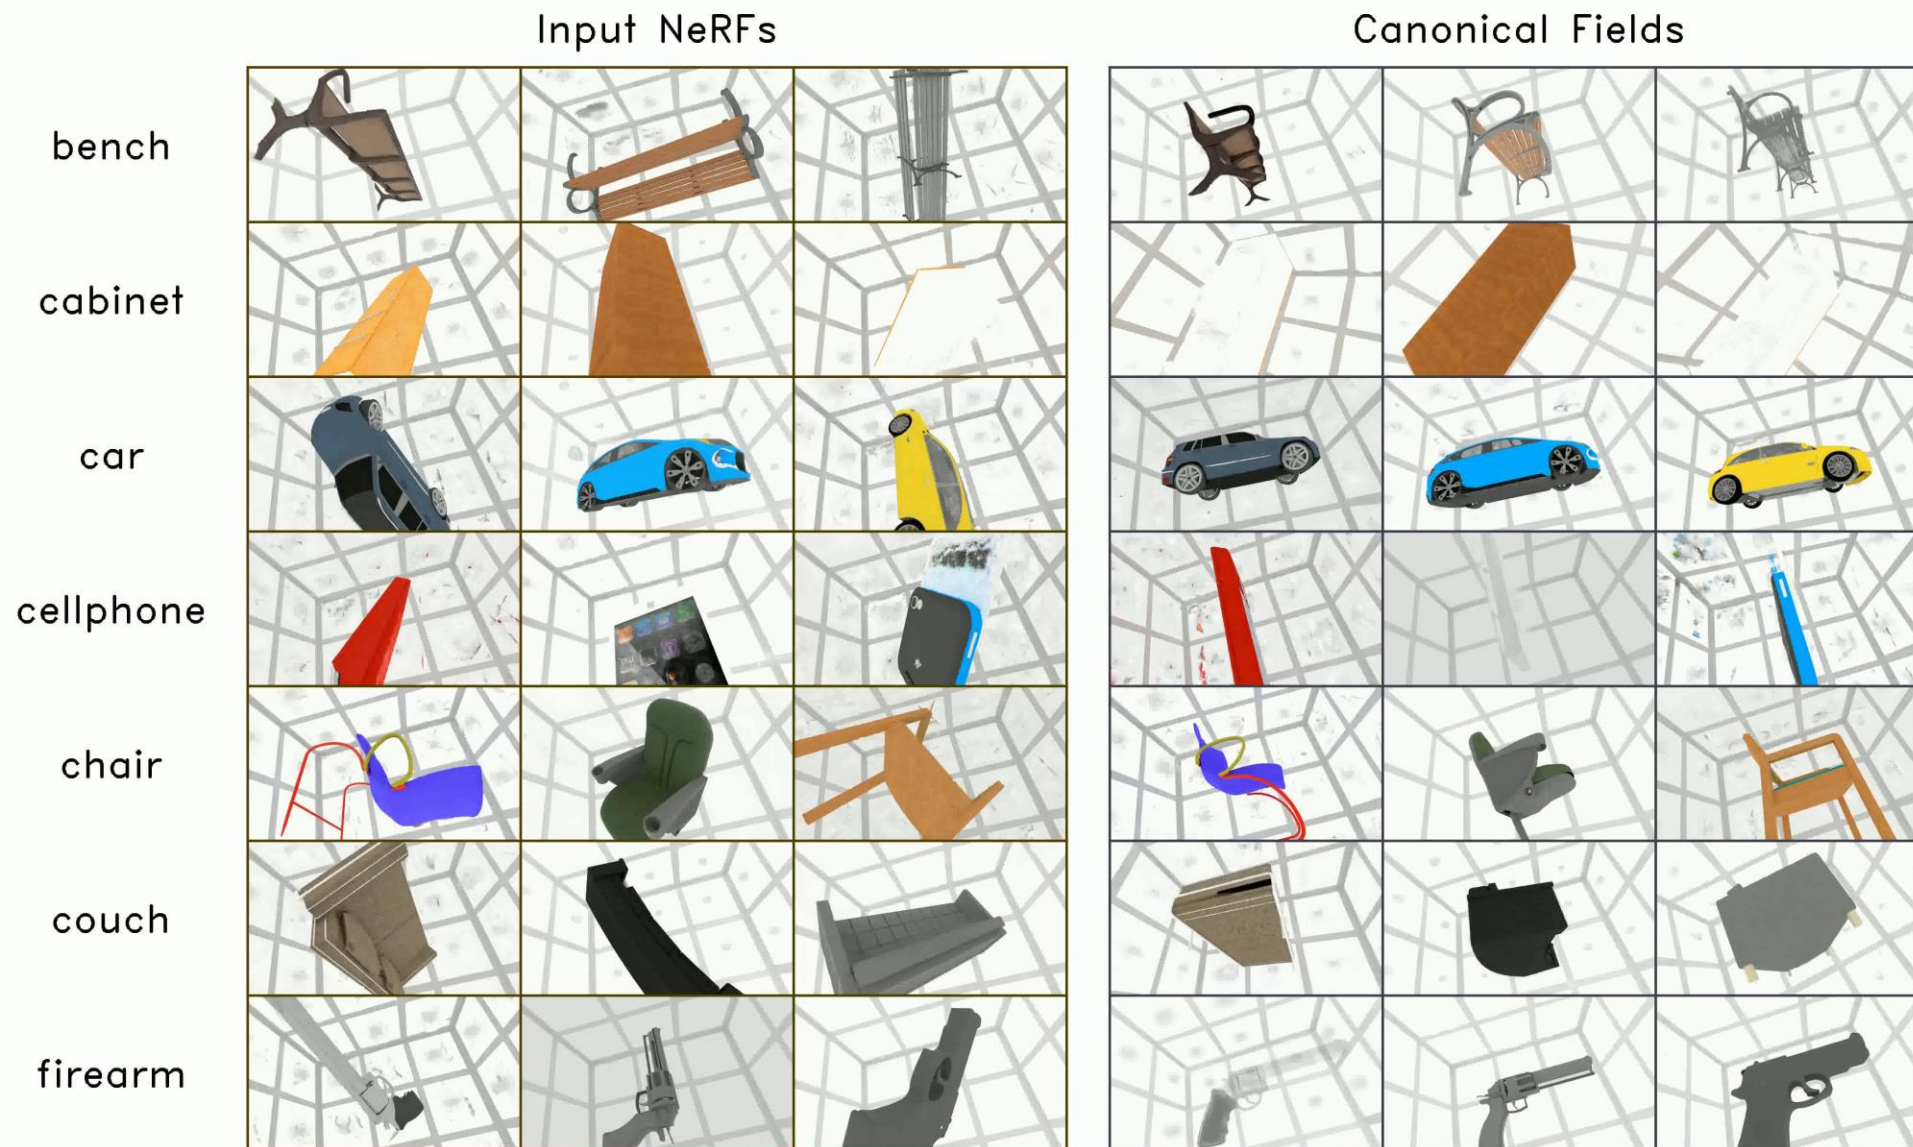 Input NeRFs
Canonical Fields
bench
cabinet
car
cellphone
chair
couch
firearm